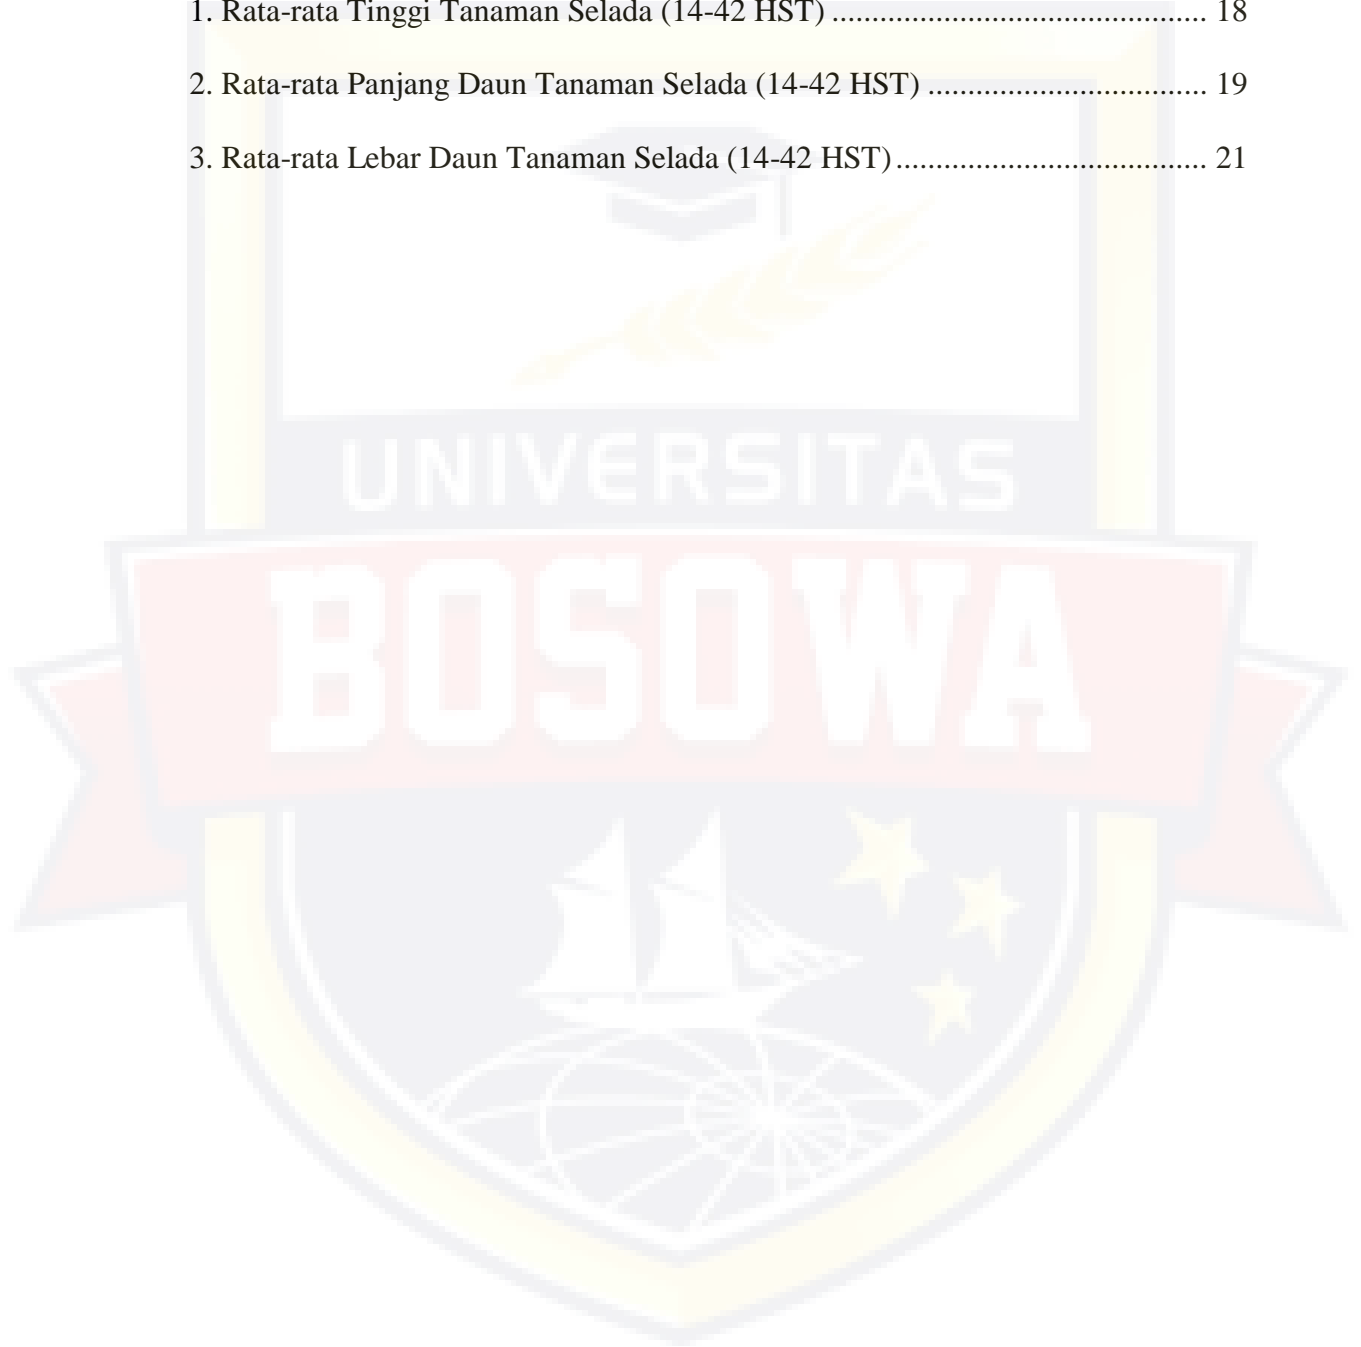 1. Rata-rata Tinggi Tanaman Selada (14-42 HST) ............................................... 18
2. Rata-rata Panjang Daun Tanaman Selada (14-42 HST) ................................... 19
3. Rata-rata Lebar Daun Tanaman Selada (14-42 HST) ....................................... 21
UNIVERSITAS
BOSOWA